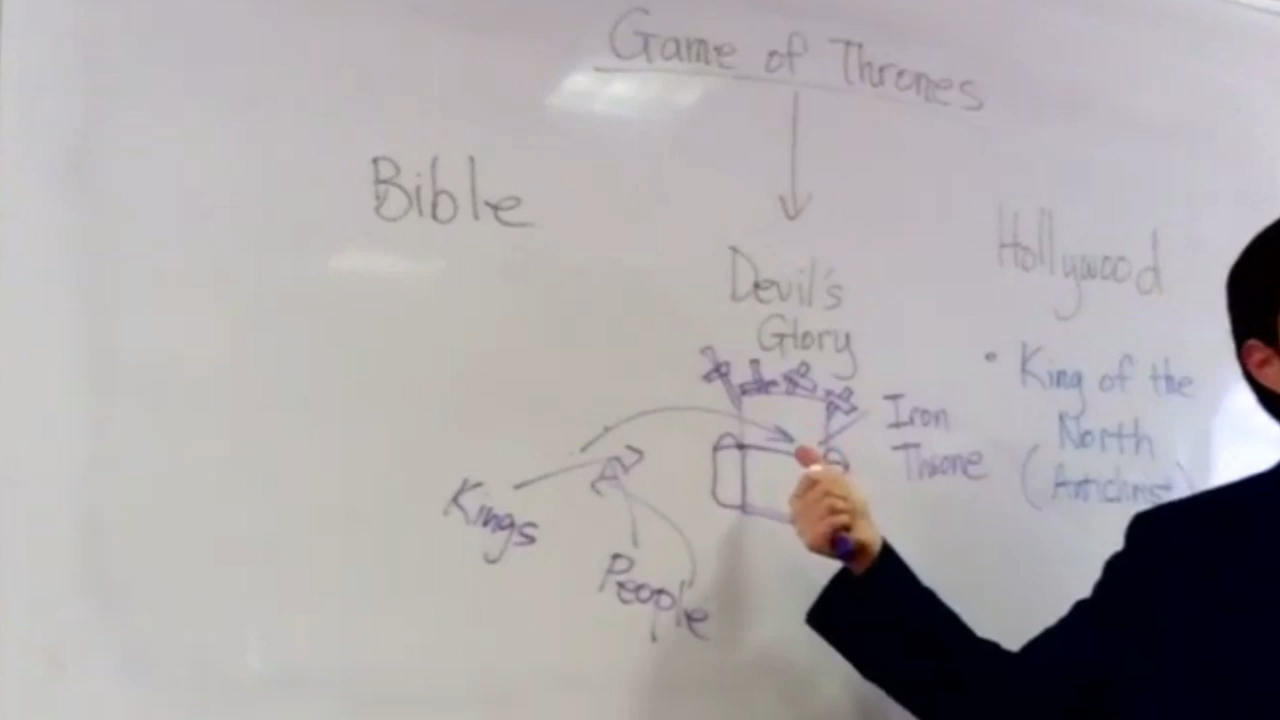 Game of Thrones
Bible
Devil's
Glory
Hollywood
• King of the
North
(Antichrist)
Iron
Throne
Kings
People